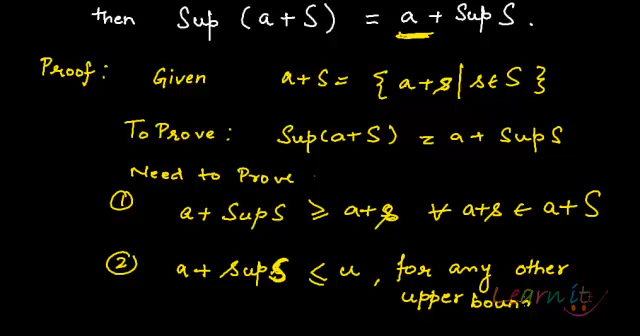 then Sup (a+S) = a + Sup S.
Proof: Given a+S = { a+s | s∈ S }
To Prove: Sup(a+S) = a + Sup S
Need to Prove
① a + Sup S ≥ a+s ∀ a+s ∈ a+S
② a + Sup S ≤ u, for any other
upper bound
Learnit